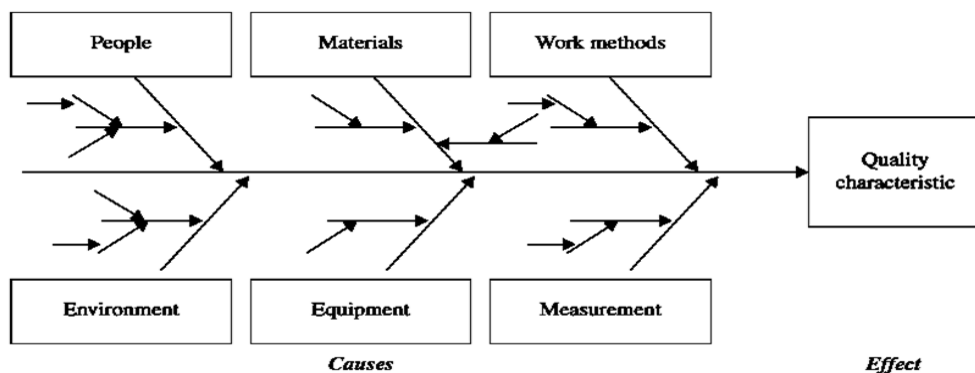 People
Materials
Work methods
Quality
characteristic
Environment
Equipment
Measurement
Causes
Effect